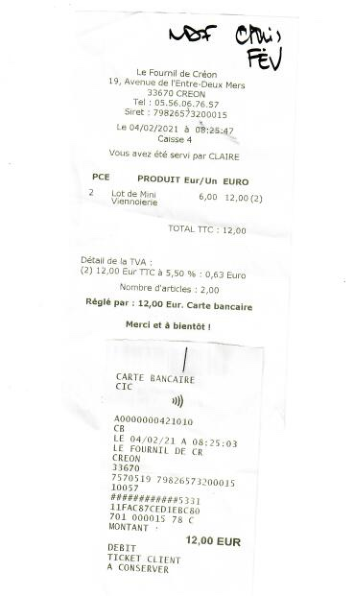 NDF Chris
FEV
Le Fournil de Créon
19, Avenue de l'Entre-Deux Mers
33670 CREON
Tel : 05.56.06.76.57
Siret : 79826573200015
Le 04/02/2021 à 08:25:47
Caisse 4
Vous avez été servi par CLAIRE
PCE PRODUIT Eur/Un EURO
2 Lot de Mini 6,00 12,00 (2)
Viennoierie
TOTAL TTC : 12,00
Détail de la TVA :
(2) 12,00 Eur TTC à 5,50 % : 0,63 Euro
Nombre d'articles : 2,00
Réglé par : 12,00 Eur. Carte bancaire
Merci et à bientôt !
CARTE BANCAIRE
CIC
A0000000421010
CB
LE 04/02/21 A 08:25:03
LE FOURNIL DE CR
CREON
33670
7570519 79826573200015
10057
############5331
11FAC87CED1EBC80
701 000015 78 C
MONTANT :
12,00 EUR
DEBIT
TICKET CLIENT
A CONSERVER